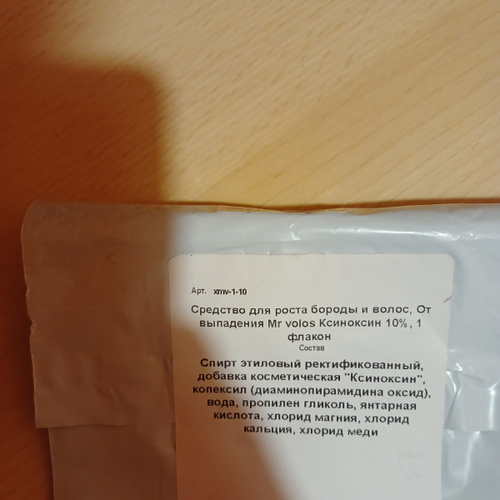 Арт. xmv-1-10
Средство для роста бороды и волос, От
выпадения Mr volos Ксиноксин 10%, 1
флакон
Состав
Спирт этиловый ректификованный,
добавка косметическая "Ксиноксин",
копексил (диаминопирамидина оксид),
вода, пропилен гликоль, янтарная
кислота, хлорид магния, хлорид
кальция, хлорид меди